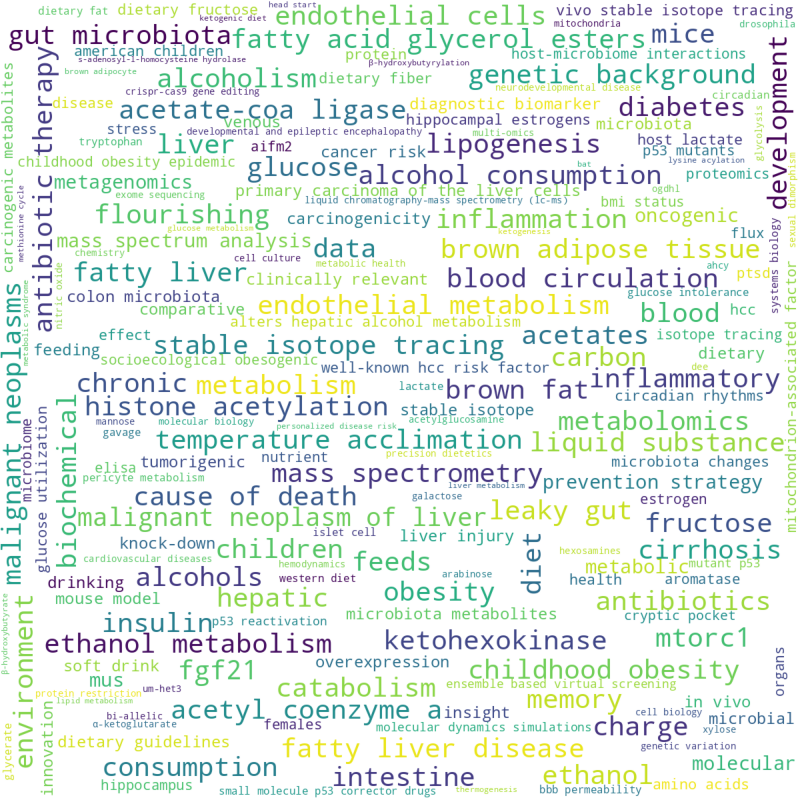 head start
ketogenic diet
dietary fat
dietary fructose
endothelial cells
vivo stable isotope tracing
mitochondria
drosophila
gut microbiota
fatty acid glycerol esters
mice
american children
protein
host-microbiome interactions
s-adenosyl-l-homocysteine hydrolase
β-hydroxybutyrylation
brown adipocyte
alcoholism
dietary fiber
genetic background
development
crispr-cas9 gene editing
neurodevelopmental disease
circadian
disease
acetate-coa ligase
diagnostic biomarker
diabetes
venous
hippocampal estrogens
microbiota
stress
developmental and epileptic encephalopathy
multi-omics
glycolysis
antibiotic therapy
carcinogenic metabolites
tryptophan
liver
aifm2
cancer risk
lipogenesis
host lactate
p53 mutants
childhood obesity epidemic
glucose
alcohol consumption
bat
lysine acylation
metagenomics
proteomics
exome sequencing
primary carcinoma of the liver cells
ogdhl
bmi status
sexual dimorphism
liquid chromatography-mass spectrometry (lc-ms)
flourishing
carcinogenicity
inflammation
oncogenic
methionine cycle
glucose metabolism
ketogenesis
flux
mass spectrum analysis
data
brown adipose tissue
systems biology
chemistry
cell culture
ahcy
metabolic health
fatty liver
clinically relevant
blood circulation
ptsd
nitric oxide
colon microbiota
endothelial metabolism
glucose intolerance
comparative
blood
hcc
metabolic syndrome
alters hepatic alcohol metabolism
effect
stable isotope tracing
acetates
isotope tracing
feeding
socioecological obesogenic
carbon
dietary
well-known hcc risk factor
dee
malignant neoplasms
mitochondrion-associated factor
chronic
metabolism
lactate
brown fat
inflammatory
circadian rhythms
mannose
histone acetylation
stable isotope
acetylglucosamine
gavage
molecular biology
metabolomics
personalized disease risk
microbiome
biochemical
temperature acclimation
liquid substance
elisa
nutrient
precision dietetics
tumorigenic
microbiota changes
glucose utilization
pericyte metabolism
mass spectrometry
liver metabolism
prevention strategy
cause of death
galactose
estrogen
malignant neoplasm of liver
leaky gut
fructose
knock-down
children
liver injury
islet cell
hemodynamics
feeds
hexosamines
cirrhosis
cardiovascular diseases
diet
metabolic
mutant p53
drinking
alcohols
western diet
arabinose
health
aromatase
β-hydroxybutyrate
mouse model
hepatic
obesity
antibiotics
environment
insulin
p53 reactivation
microbiota metabolites
cryptic pocket
ethanol metabolism
ketohexokinase
mtorc1
soft drink
fgf21
overexpression
childhood obesity
organs
mus
ensemble based virtual screening
protein restriction
um-het3
catabolism
memory
in vivo
lipid metabolism
glycerate
innovation
bi-allelic
acetyl coenzyme a
insight
cell biology
microbial
α-ketoglutarate
females
molecular dynamics simulations
charge
xylose
dietary guidelines
fatty liver disease
genetic variation
consumption
molecular
hippocampus
intestine
ethanol
amino acids
small molecule p53 corrector drugs
thermogenesis
bbb permeability